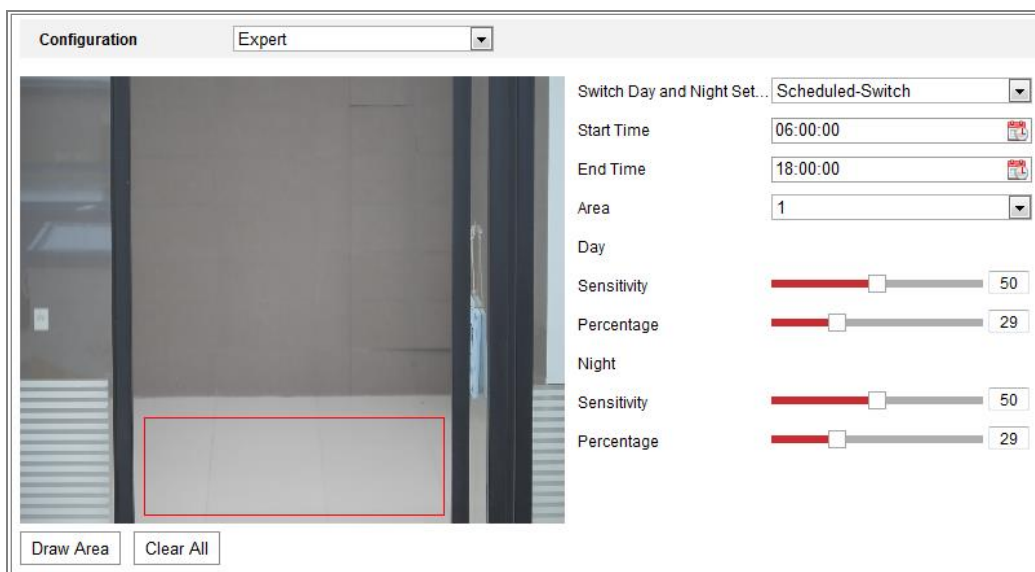 Configuration Expert
Switch Day and Night Set... Scheduled-Switch
Start Time 06:00:00
End Time 18:00:00
Area 1
Day
Sensitivity 50
Percentage 29
Night
Sensitivity 50
Percentage 29
Draw Area Clear All